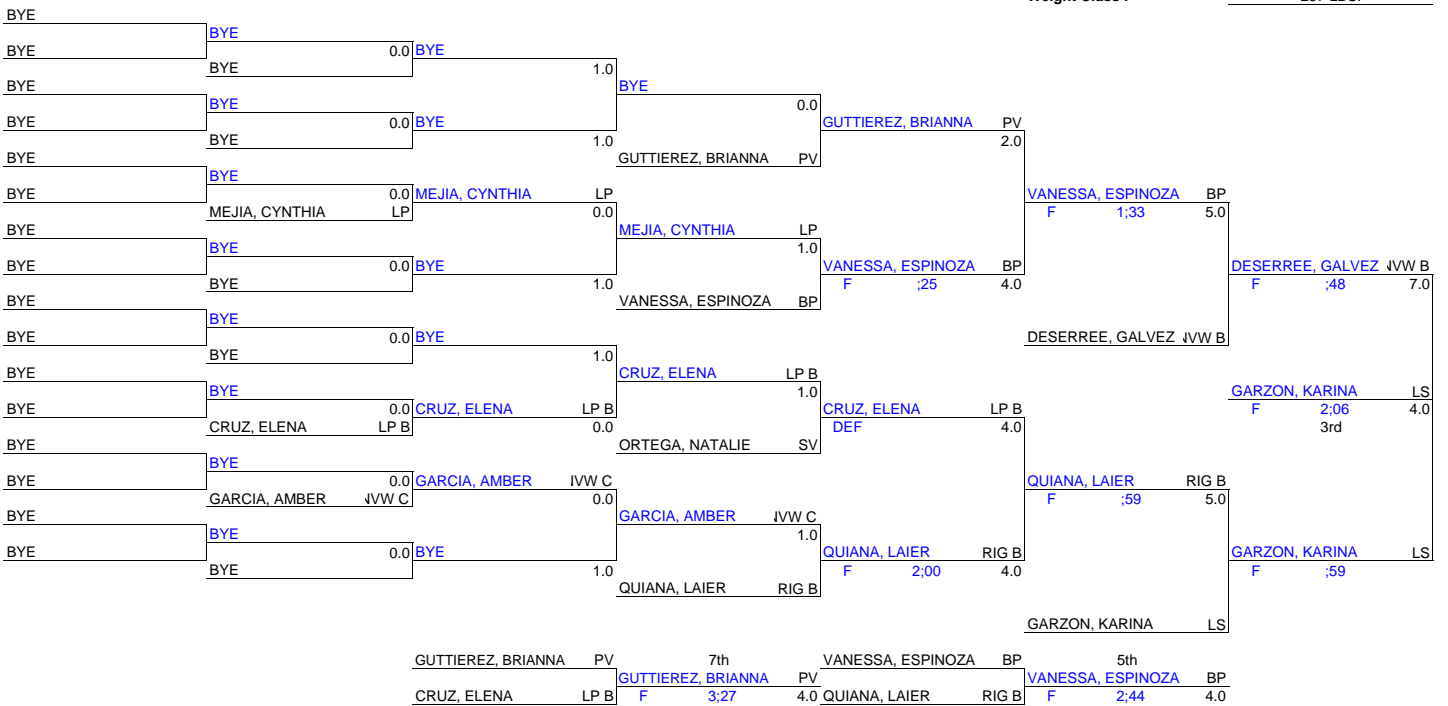 BYE
BYE
BYE 0.0 BYE
BYE 1.0
BYE BYE
BYE 0.0
BYE 0.0 BYE GUTTIEREZ, BRIANNA PV
BYE 1.0 2.0
BYE GUTTIEREZ, BRIANNA PV
BYE
BYE 0.0 MEJIA, CYNTHIA LP VANESSA, ESPINOZA BP
MEJIA, CYNTHIA LP 0.0 F 1;33 5.0
BYE MEJIA, CYNTHIA LP
BYE 1.0
BYE 0.0 BYE VANESSA, ESPINOZA BP DESERREE, GALVEZ
BYE 1.0 F ;25 4.0 F ;48 7.0
BYE VANESSA, ESPINOZA BP
BYE
BYE 0.0 BYE DESERREE, GALVEZ
BYE 1.0
BYE CRUZ, ELENA LP B
BYE 1.0 GARZON, KARINA LS
BYE 0.0 CRUZ, ELENA LP B CRUZ, ELENA LP B F 2;06 4.0
CRUZ, ELENA LP B 0.0 DEF 4.0 3rd
BYE ORTEGA, NATALIE SV
BYE
BYE 0.0 GARCIA, AMBER QUIANA, LAIER RIG B
GARCIA, AMBER 0.0 F ;59 5.0
BYE GARCIA, AMBER
BYE 1.0
BYE 0.0 BYE QUIANA, LAIER RIG B GARZON, KARINA LS
BYE 1.0 F 2;00 4.0 F ;59
QUIANA, LAIER RIG B
GARZON, KARINA LS
GUTTIEREZ, BRIANNA PV 7th VANESSA, ESPINOZA BP 5th
GUTTIEREZ, BRIANNA PV VANESSA, ESPINOZA BP
CRUZ, ELENA LP B F 3;27 4.0 QUIANA, LAIER RIG B F 2;44 4.0